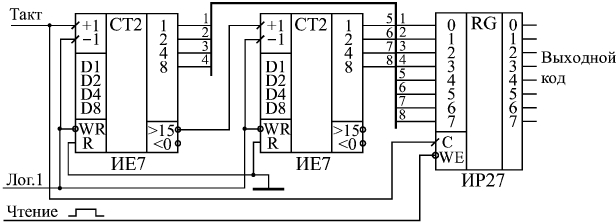 Такт
+1 CT2 1 1
−1 2 2
4 3
8 4
D1
D2
D4
D8
WR >15
R <0
ИЕ7
+1 CT2 1 5
−1 2 6
4 7
8 8
D1
D2
D4
D8
WR >15
R <0
ИЕ7
1 0 RG 0
2 1 1
3 2 2
4 3 3
5 4 4
6 5 5
7 6 6
8 7 7
C
WE
ИР27
Выходной
код
Лог.1
Чтение